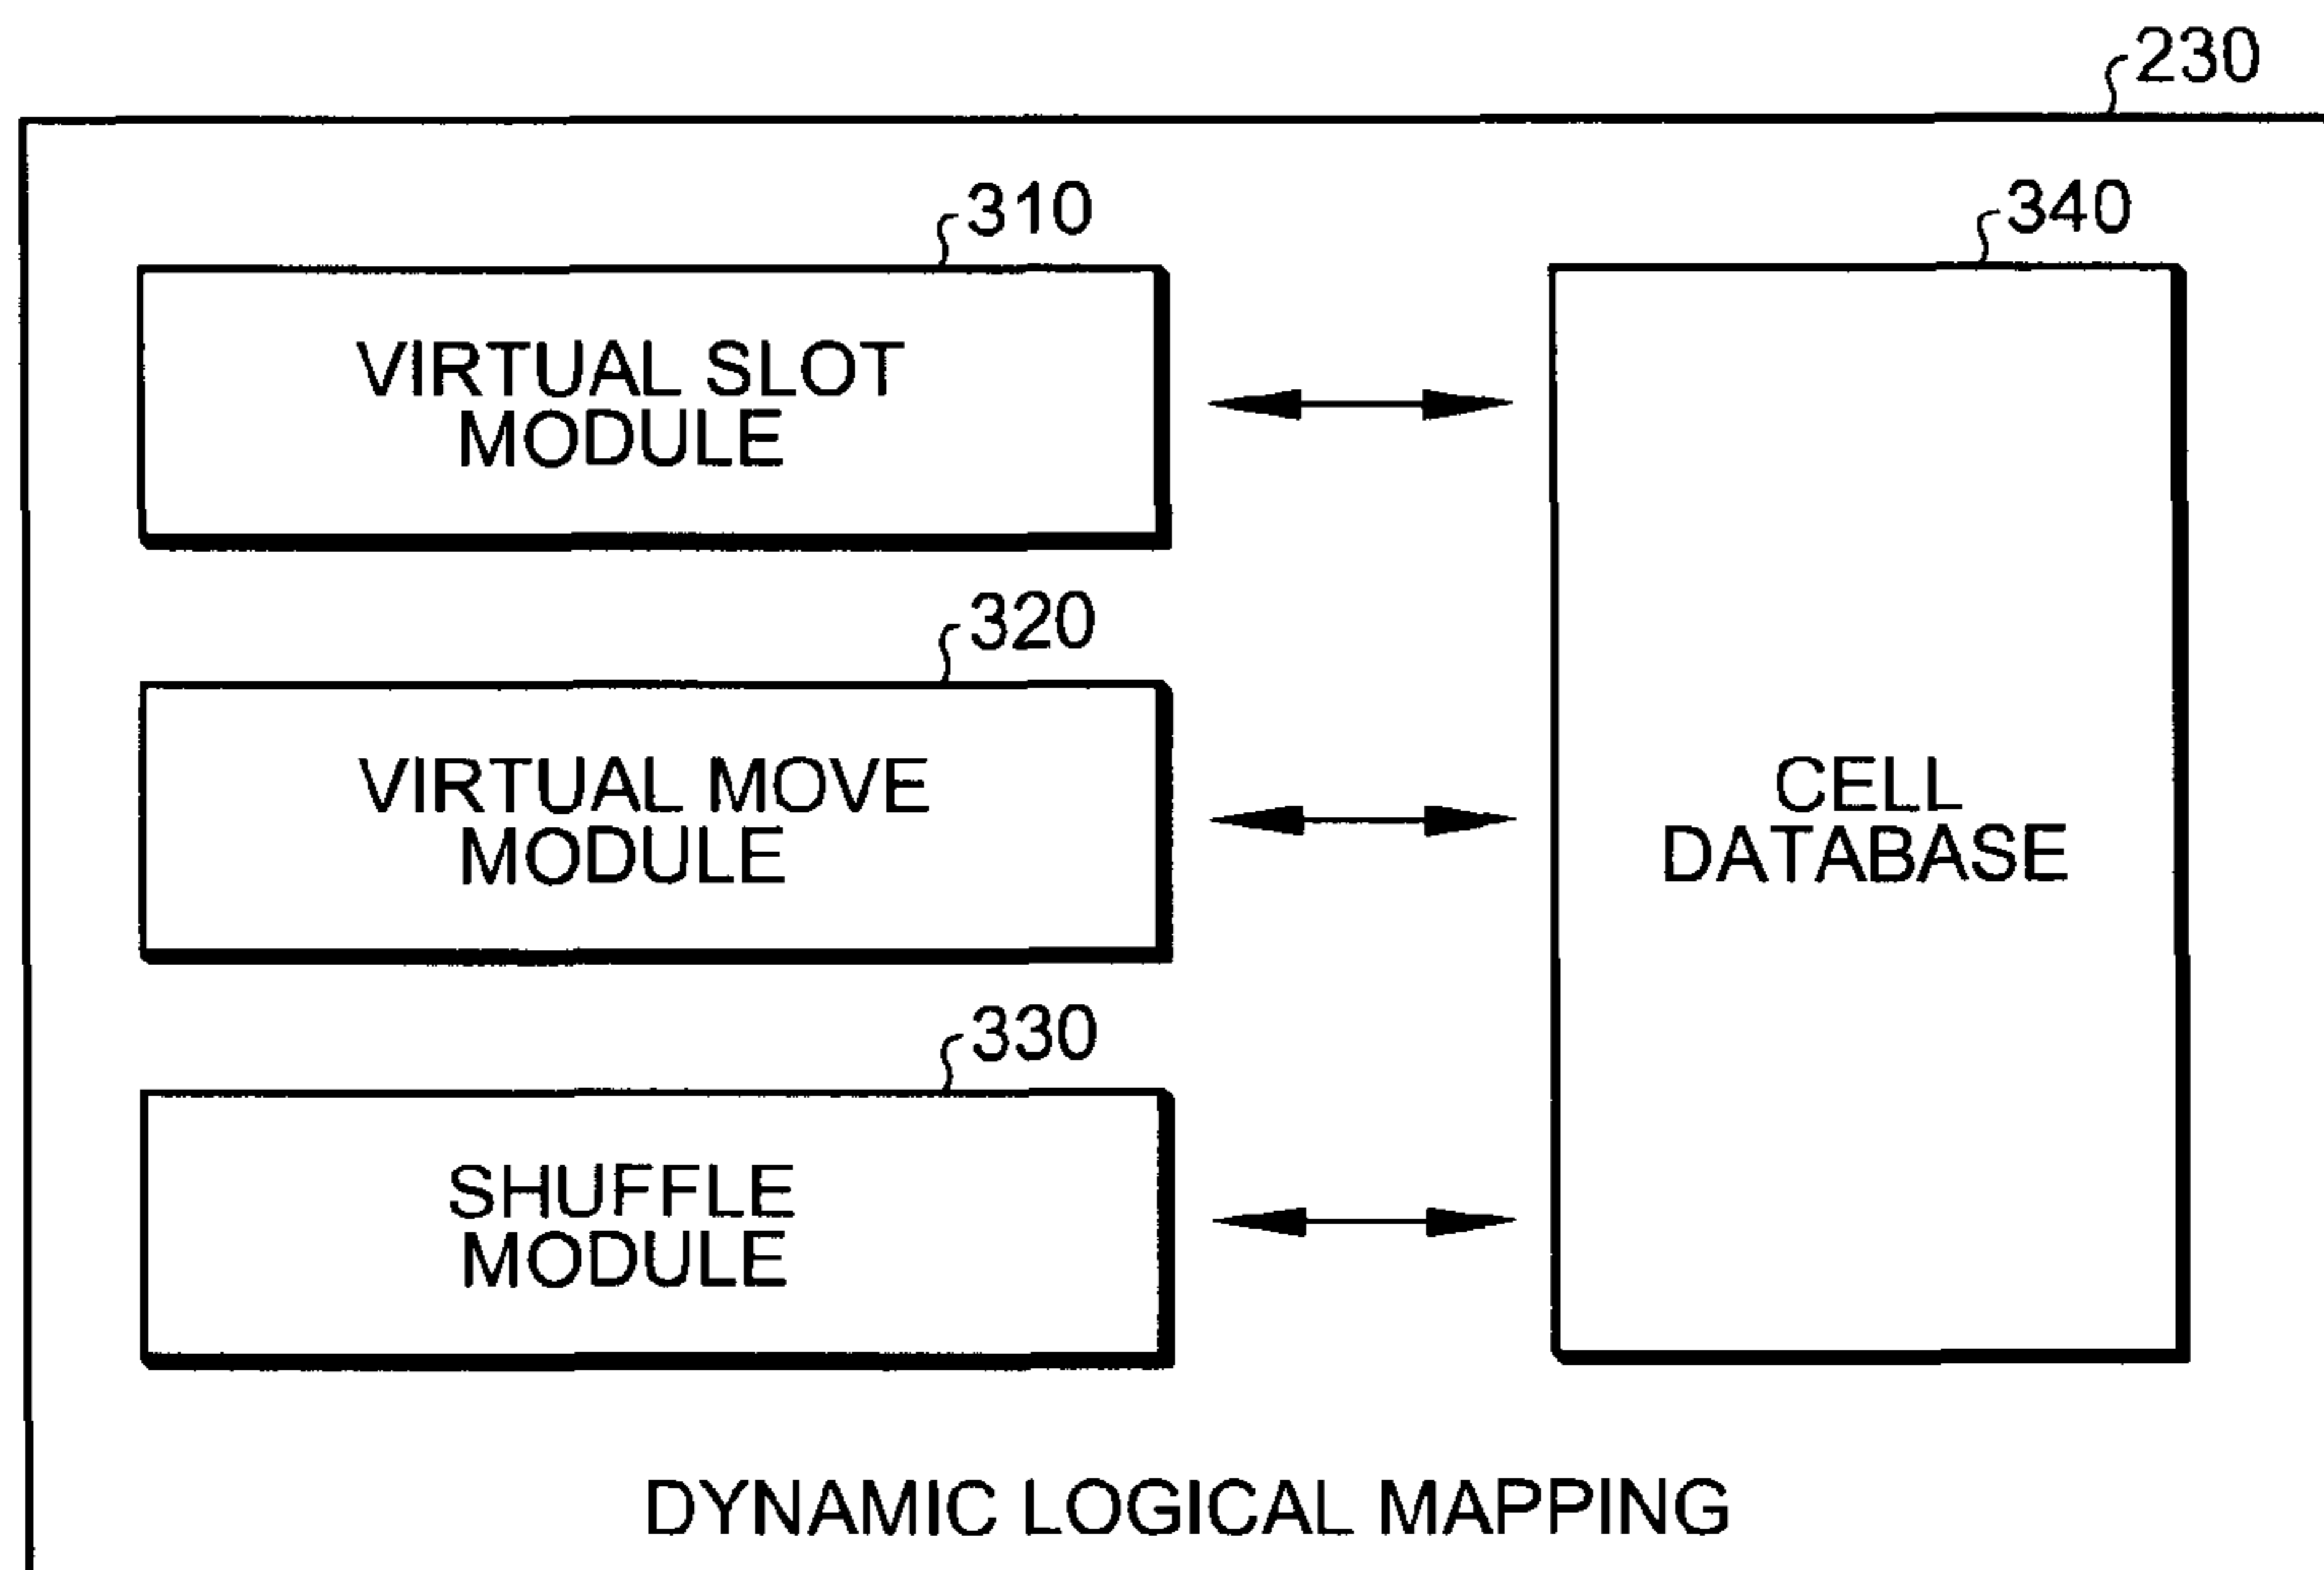 230
310
340
VIRTUAL SLOT
MODULE
320
VIRTUAL MOVE
MODULE
CELL
DATABASE
330
SHUFFLE
MODULE
DYNAMIC LOGICAL MAPPING